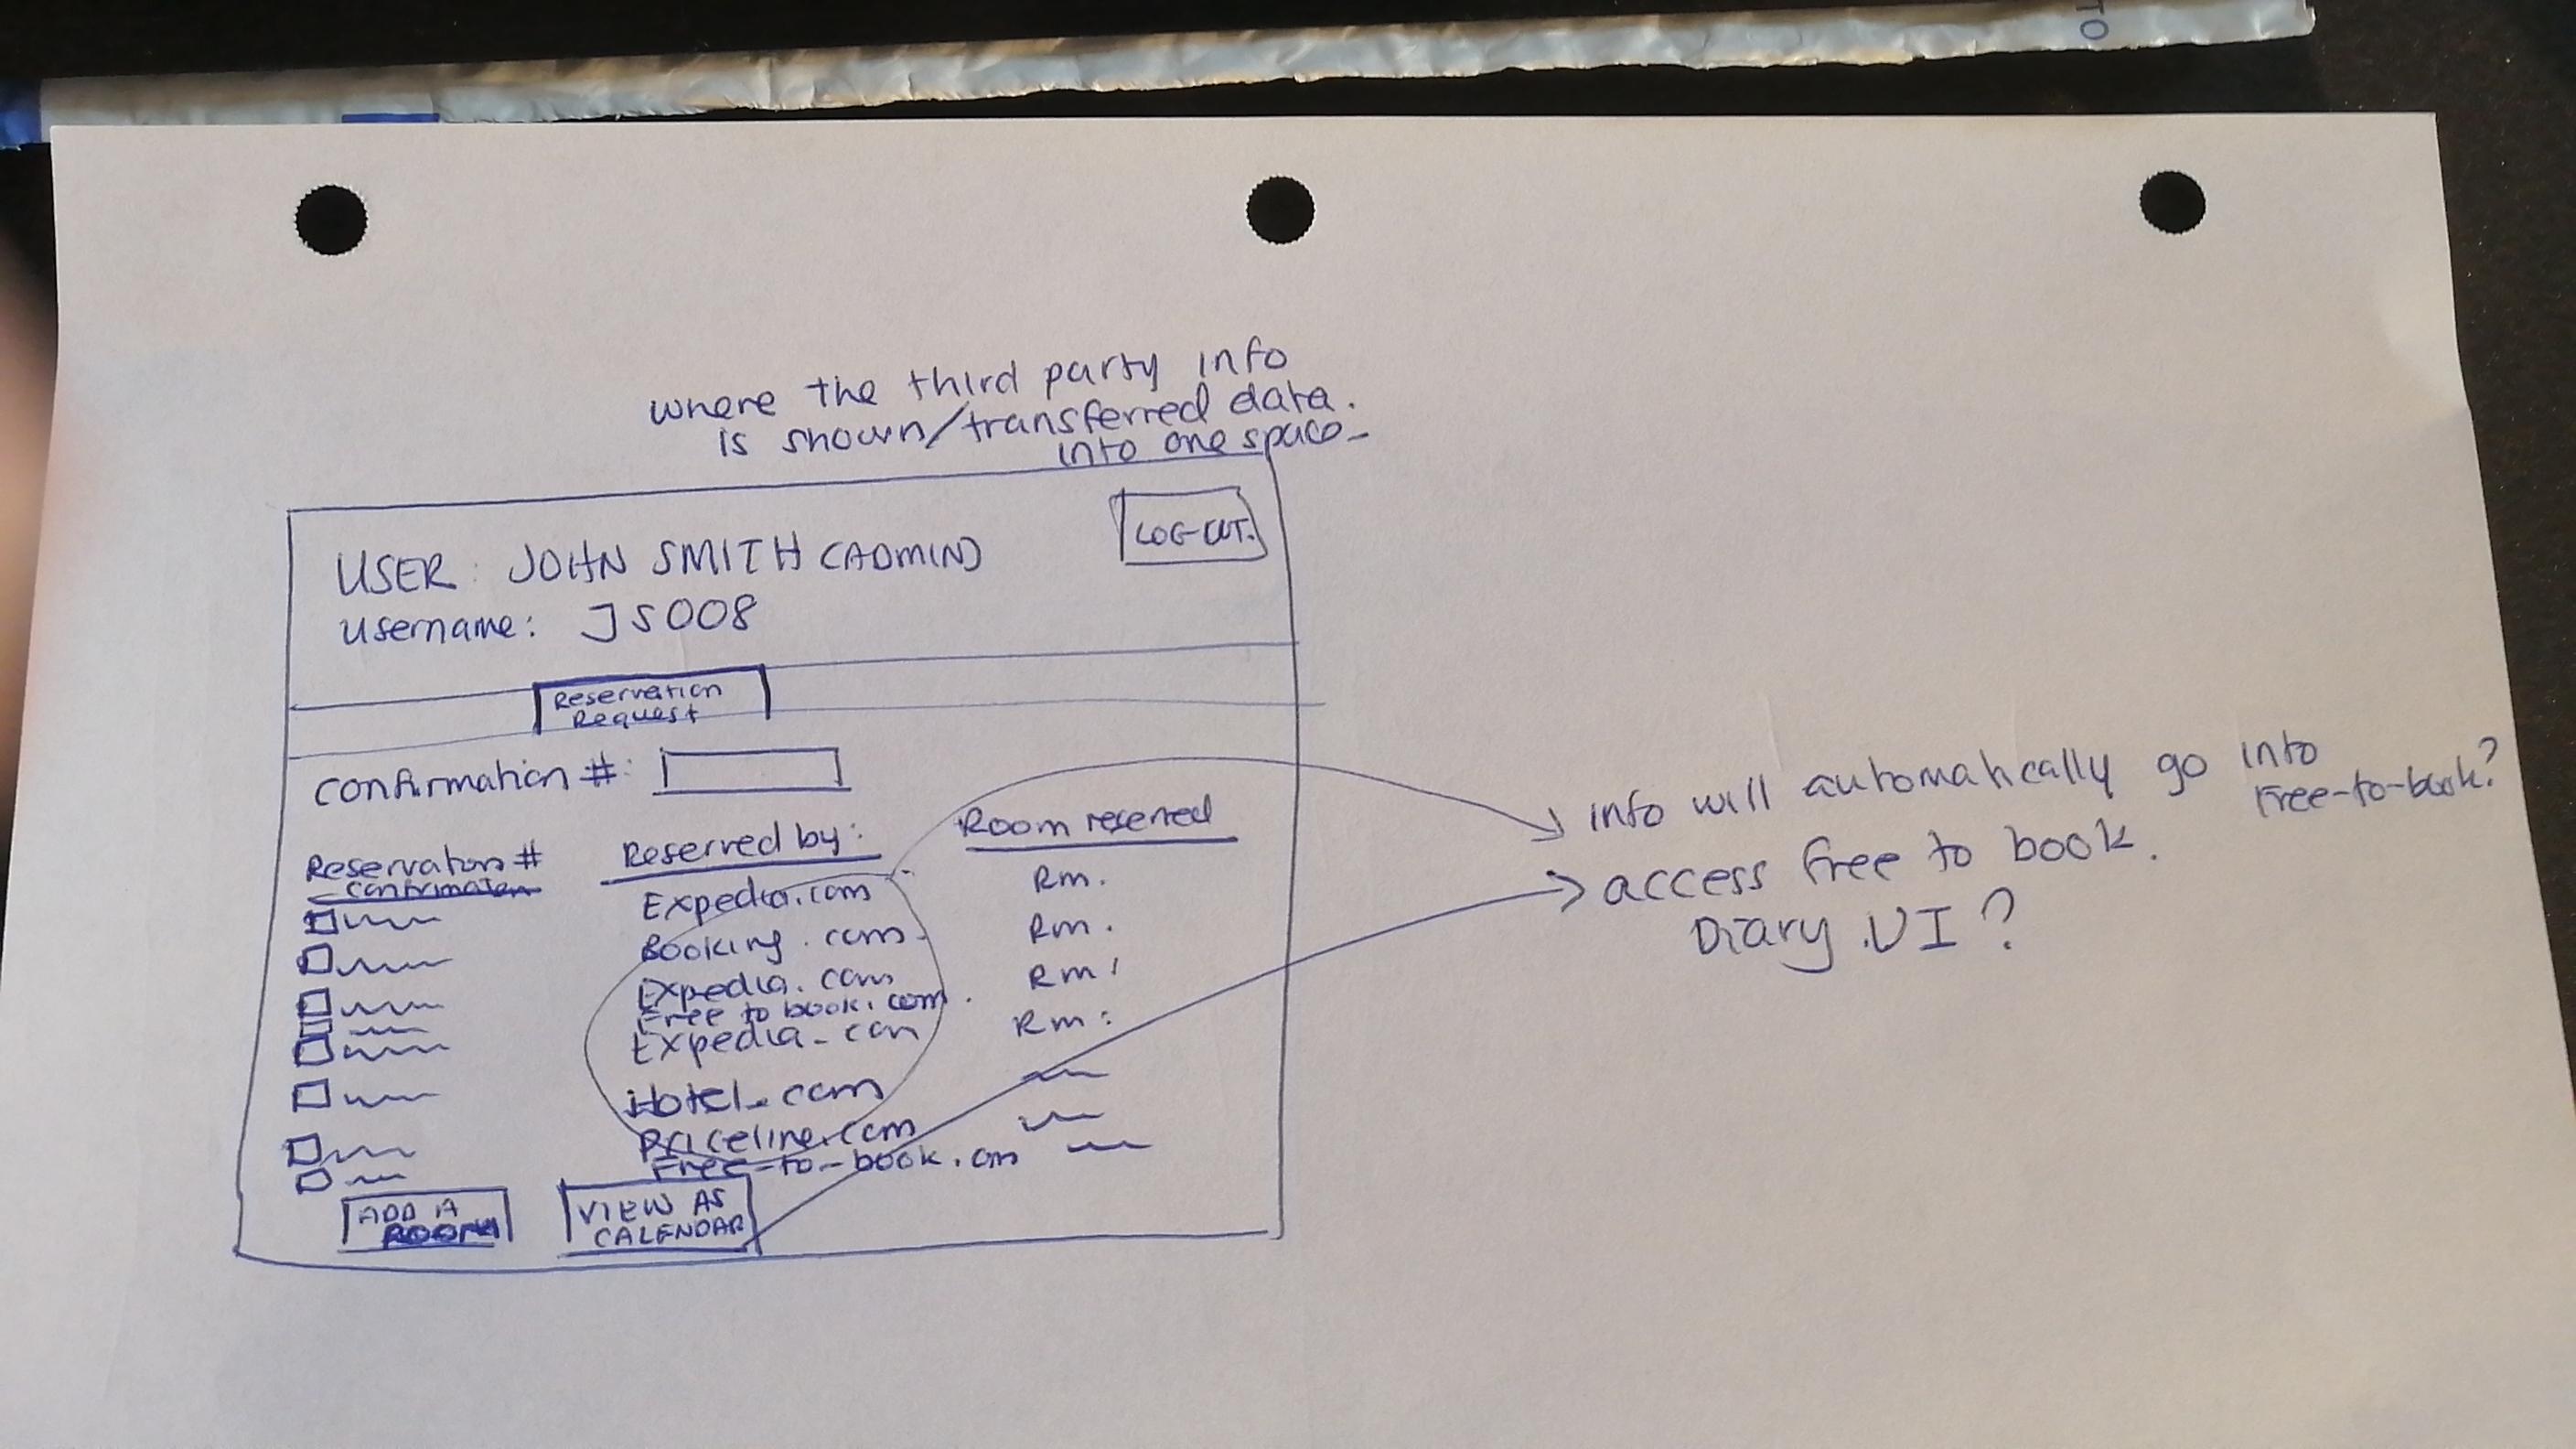 TO
where the third party info
is shown/transferred data.
into one space-
LOG-OUT.
USER: JOHN SMITH (ADMIN)
username: JS008
Reservation
Request
Confirmation #:
Reservation # Reserved by: Room reserved
confirmation
Expedia.com Rm.
Booking.com. Rm.
Expedia.com Rm!
Free to book.com.
Expedia-com Rm:
Hotel-com
Priceline.com
Free-to-book.com
ADD A
ROOM
VIEW AS
CALENDAR
info will automatically go into
Free-to-book?
access free to book.
Diary.UI?